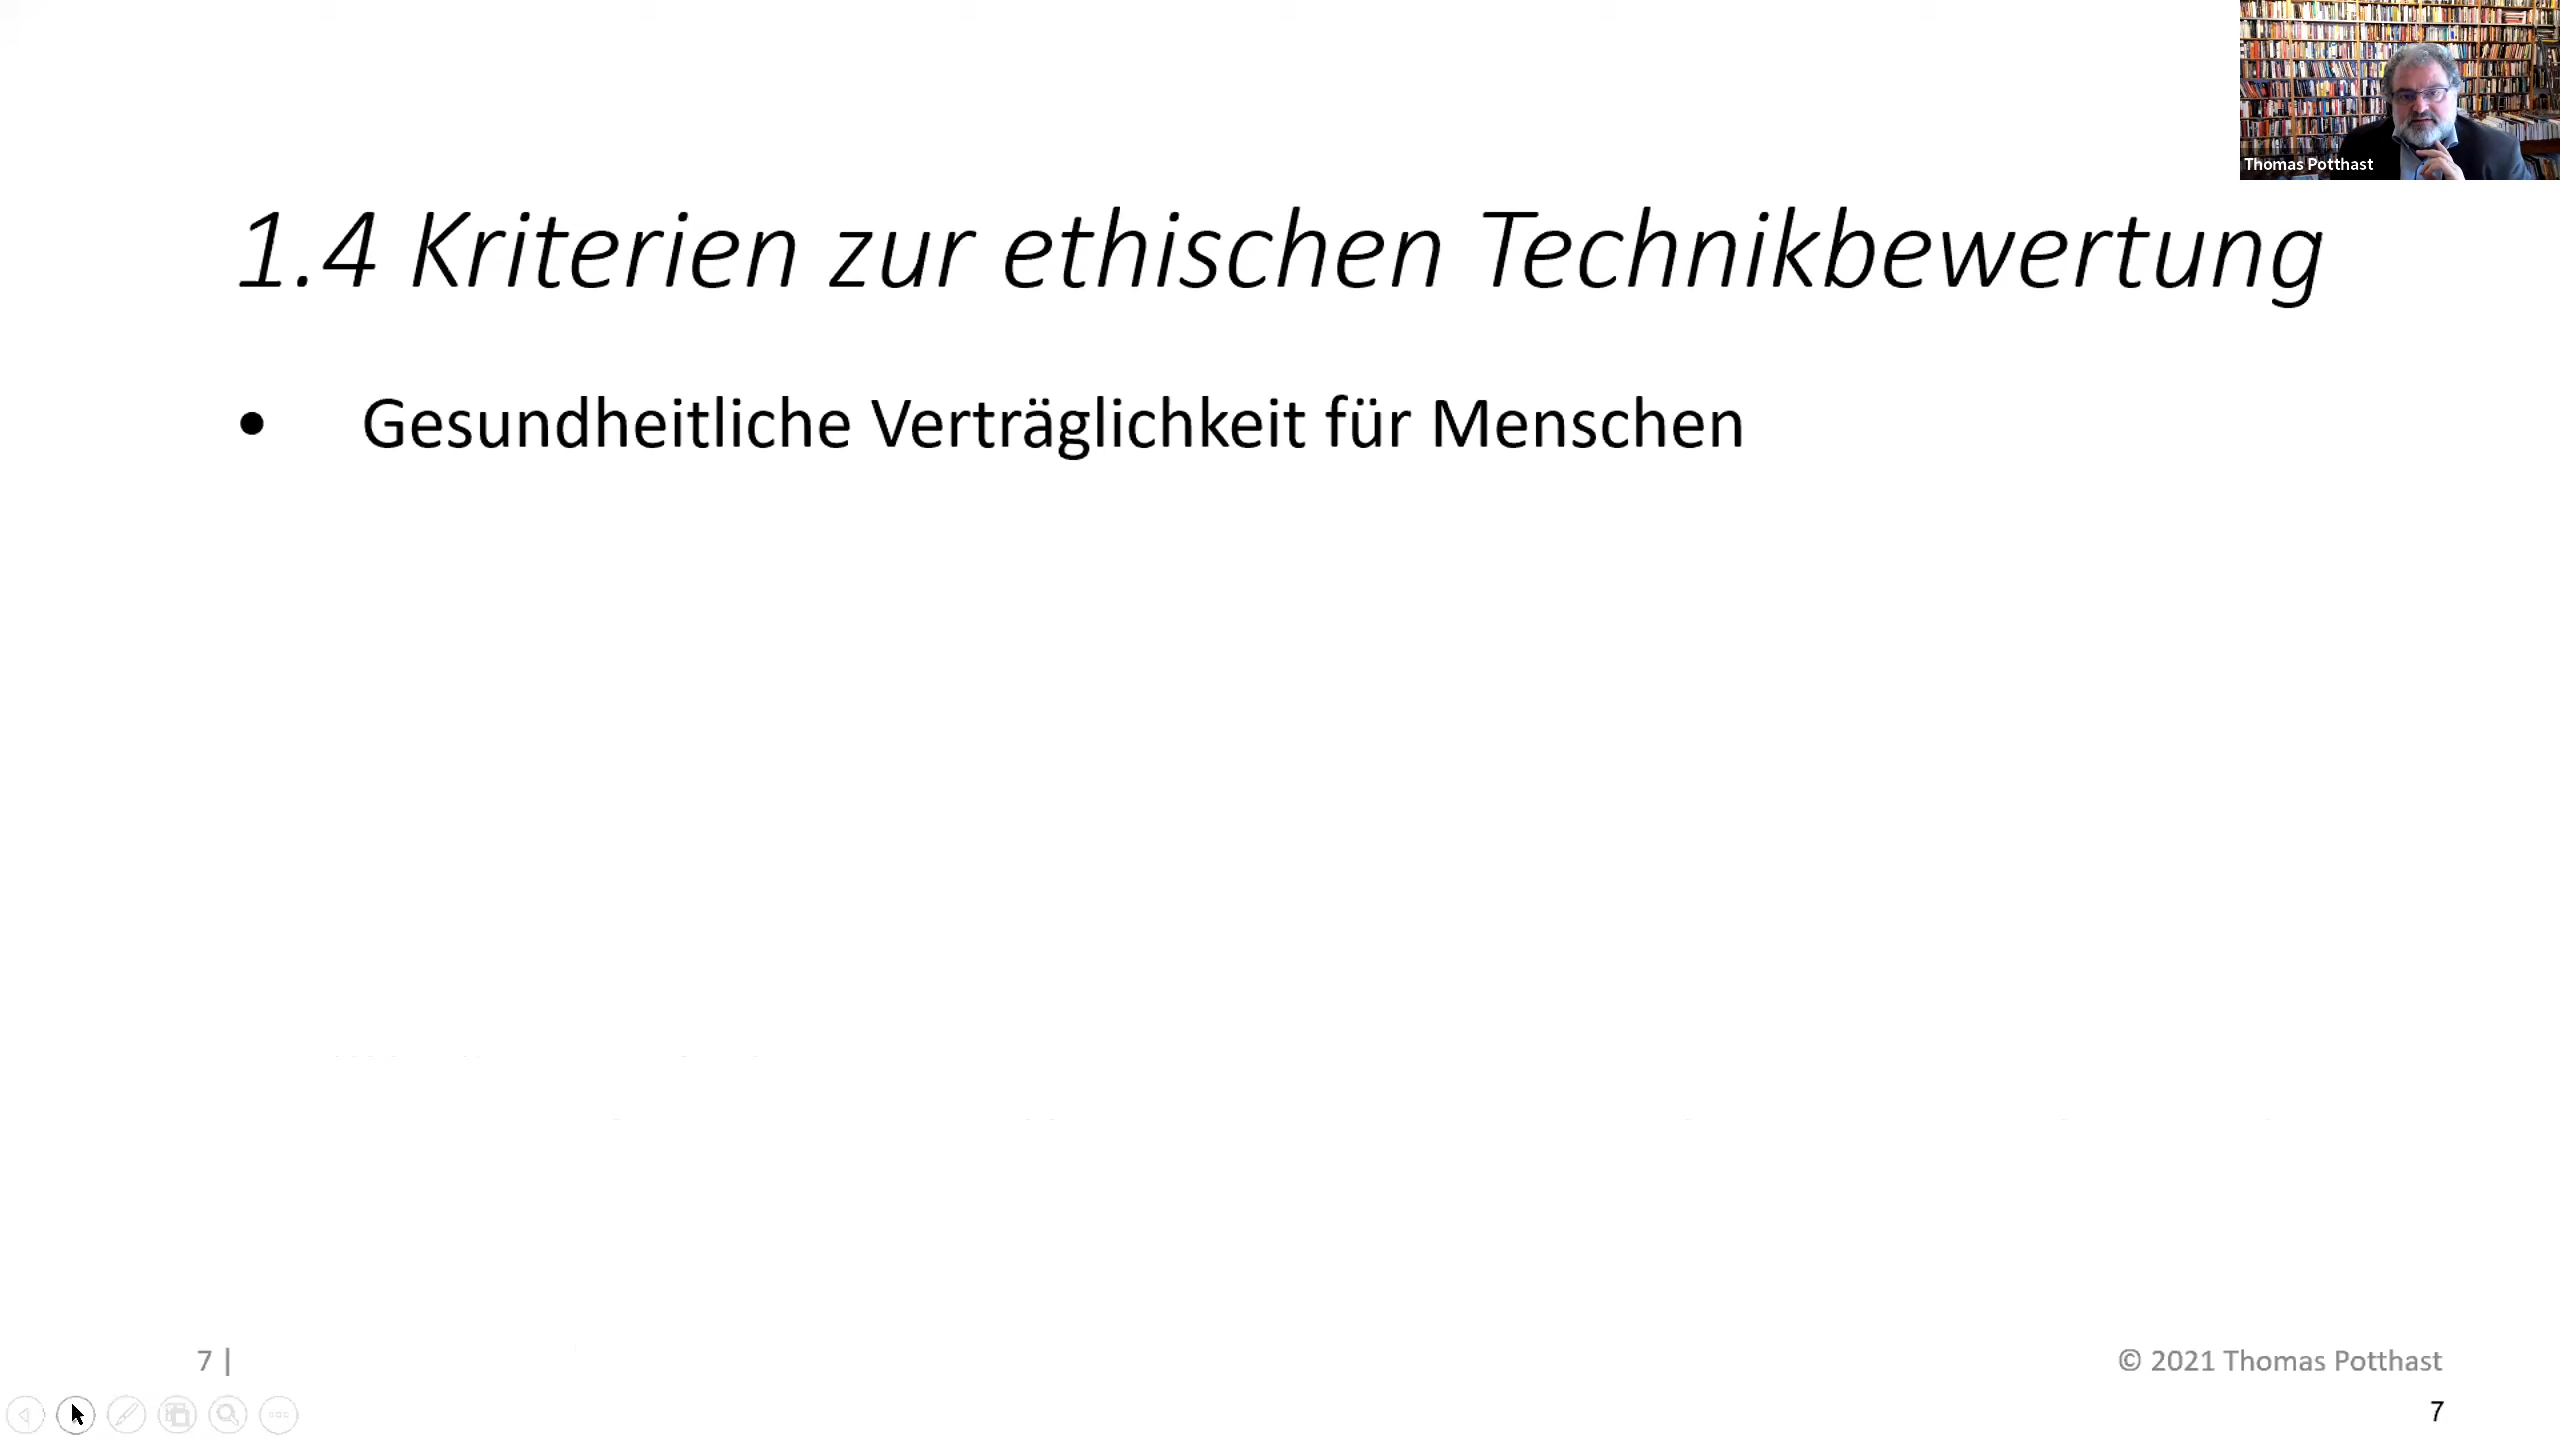 Thomas Potthast
1.4 Kriterien zur ethischen Technikbewertung
• Gesundheitliche Verträglichkeit für Menschen
7 |
© 2021 Thomas Potthast
7